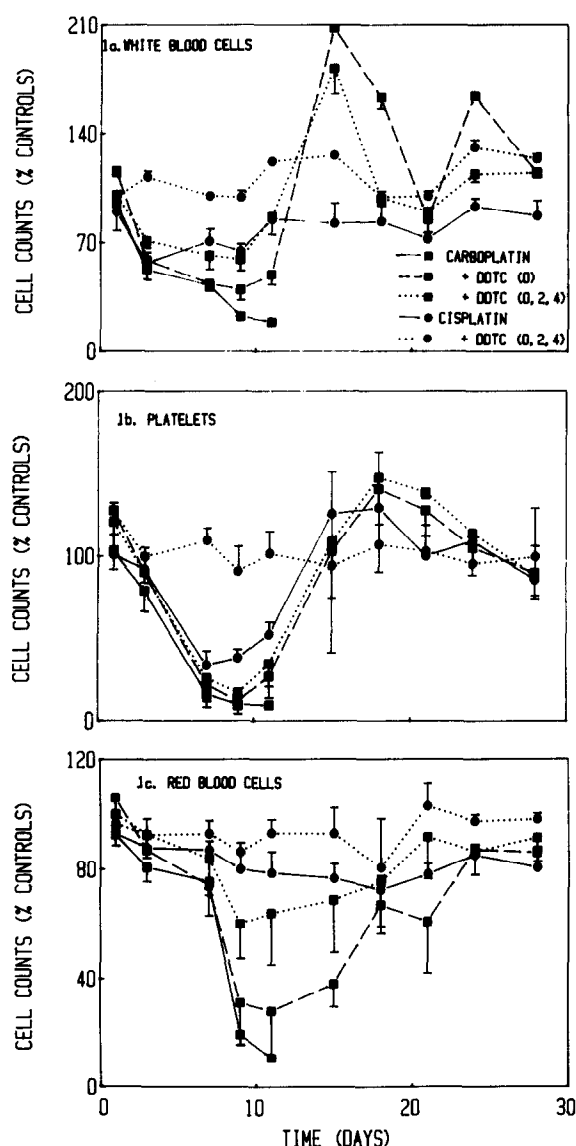 210
1a. WHITE BLOOD CELLS
140
70
0
CELL COUNTS (% CONTROLS)
CARBOPLATIN
+ DDTC (0)
+ DDTC (0, 2, 4)
CISPLATIN
+ DDTC (0, 2, 4)
200
1b. PLATELETS
100
0
CELL COUNTS (% CONTROLS)
120
1c. RED BLOOD CELLS
80
40
0
CELL COUNTS (% CONTROLS)
0 10 20 30
TIME (DAYS)